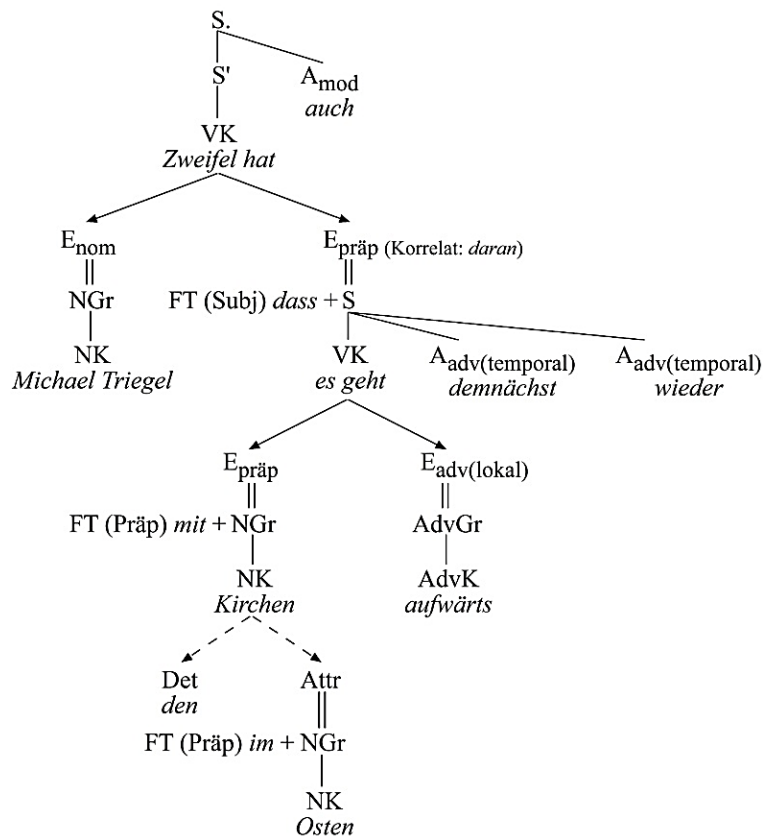 S.
S' A_mod
auch
VK
Zweifel hat
E_nom E_präp (Korrelat: daran)
NGr FT (Subj) dass + S
NK VK A_adv(temporal) A_adv(temporal)
Michael Triegel es geht demnächst wieder
E_präp E_adv(lokal)
FT (Präp) mit + NGr AdvGr
NK AdvK
Kirchen aufwärts
Det Attr
den
FT (Präp) im + NGr
NK
Osten